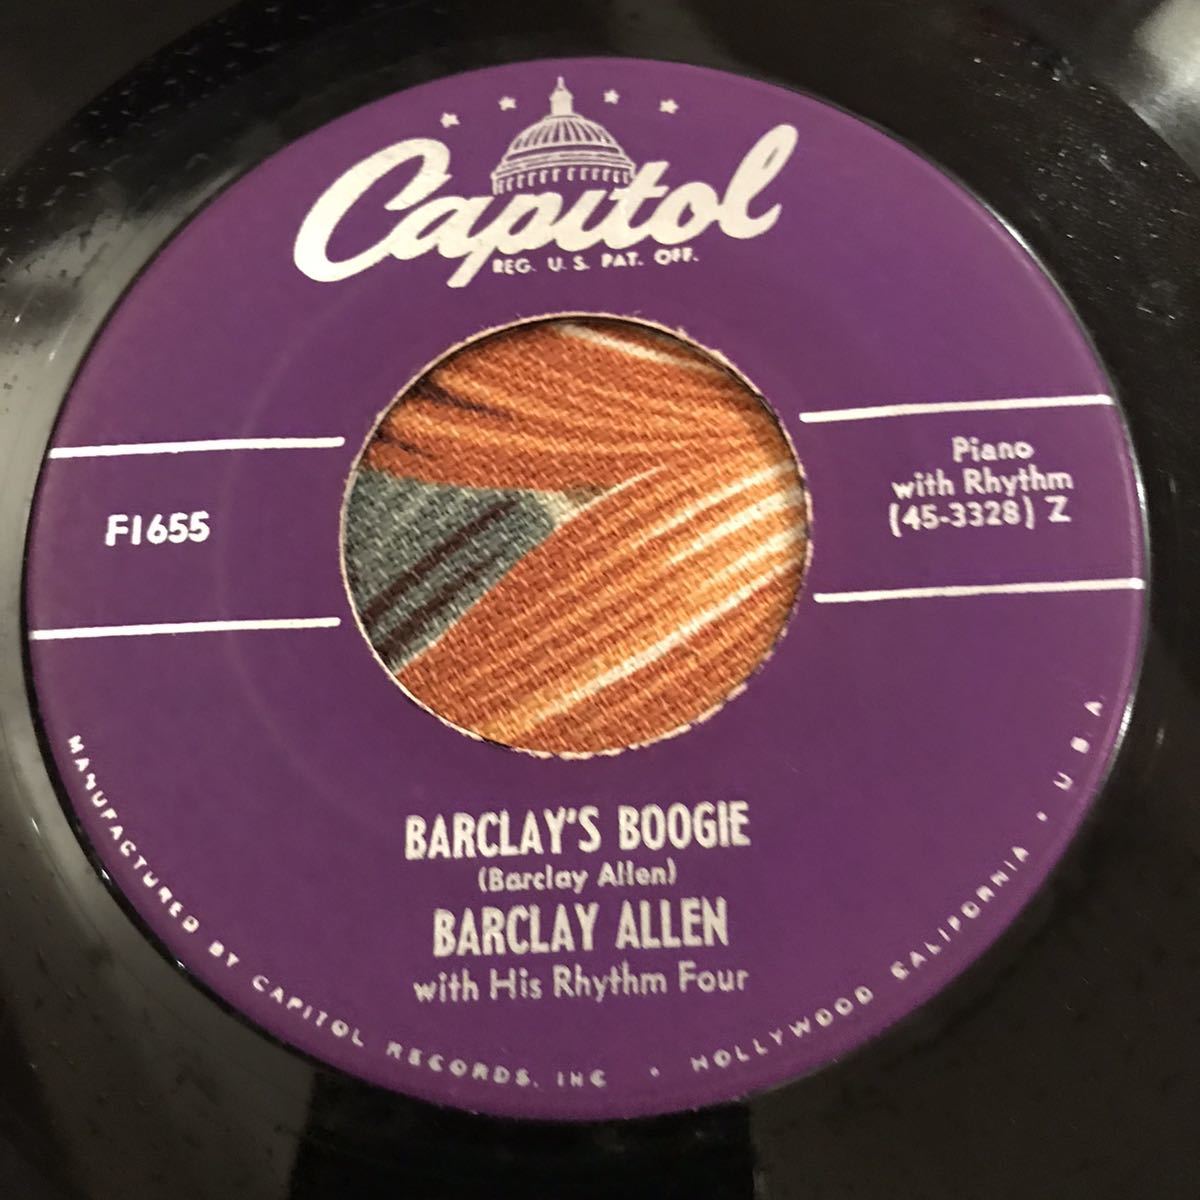 Capitol
REG. U.S. PAT. OFF.
F1655
Piano
with Rhythm
(45-3328) Z
BARCLAY'S BOOGIE
(Barclay Allen)
BARCLAY ALLEN
with His Rhythm Four
MANUFACTURED BY CAPITOL RECORDS, INC. • HOLLYWOOD CALIFORNIA • U.S.A.